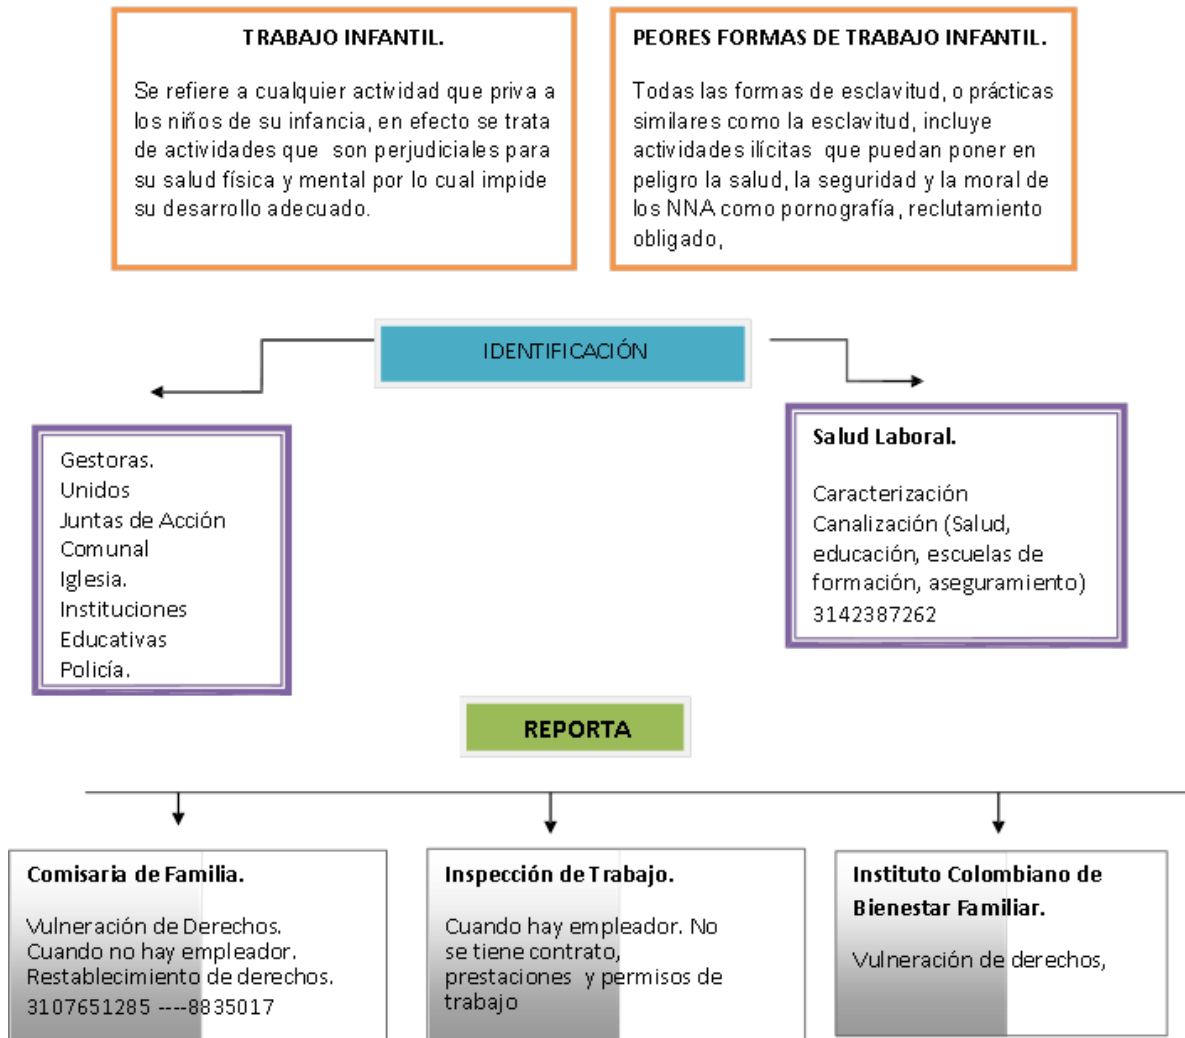 TRABAJO INFANTIL.
Se refiere a cualquier actividad que priva a
los niños de su infancia, en efecto se trata
de actividades que son perjudiciales para
su salud física y mental por lo cual impide
su desarrollo adecuado.
PEORES FORMAS DE TRABAJO INFANTIL.
Todas las formas de esclavitud, o prácticas
similares como la esclavitud, incluye
actividades ilícitas que puedan poner en
peligro la salud, la seguridad y la moral de
los NNA como pornografía, reclutamiento
obligado,
IDENTIFICACIÓN
Gestoras.
Unidos
Juntas de Acción
Comunal
Iglesia.
Instituciones
Educativas
Policía.
Salud Laboral.
Caracterización
Canalización (Salud,
educación, escuelas de
formación, aseguramiento)
3142387262
REPORTA
Comisaria de Familia.
Vulneración de Derechos.
Cuando no hay empleador.
Restablecimiento de derechos.
3107651285 ----8835017
Inspección de Trabajo.
Cuando hay empleador. No
se tiene contrato,
prestaciones y permisos de
trabajo
Instituto Colombiano de
Bienestar Familiar.
Vulneración de derechos,